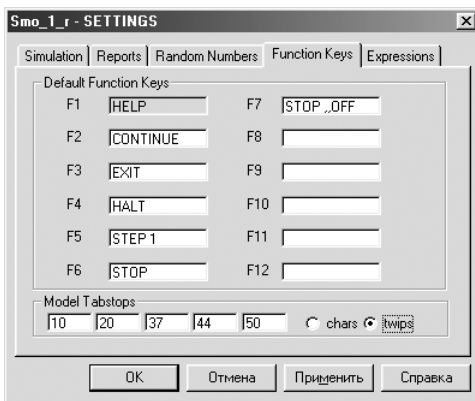 Smo_1_r - SETTINGS
Simulation Reports Random Numbers Function Keys Expressions
Default Function Keys
F1 HELP F7 STOP ,,OFF
F2 CONTINUE F8
F3 EXIT F9
F4 HALT F10
F5 STEP 1 F11
F6 STOP F12
Model Tabstops
10 20 37 44 50 chars twips
OK Отмена Применить Справка